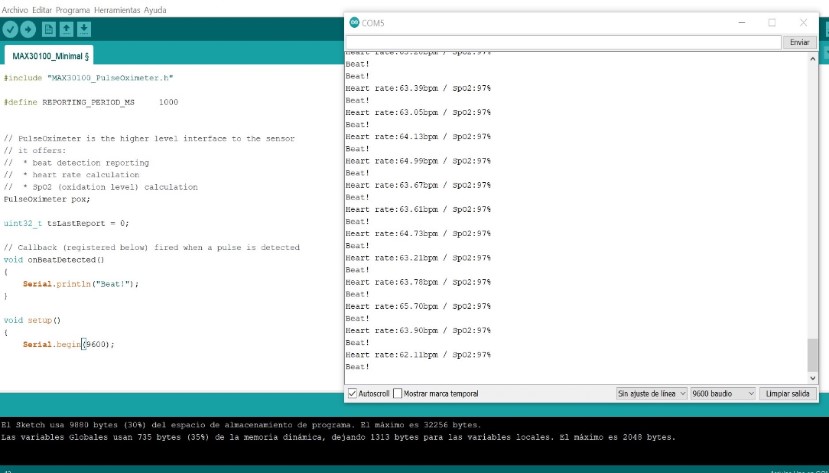 Archivo Editar Programa Herramientas Ayuda
MAX30100_Minimal §
#include "MAX30100_PulseOximeter.h"
#define REPORTING_PERIOD_MS     1000
// PulseOximeter is the higher level interface to the sensor
// it offers:
//  * beat detection reporting
//  * heart rate calculation
//  * SpO2 (oxidation level) calculation
PulseOximeter pox;
uint32_t tsLastReport = 0;
// Callback (registered below) fired when a pulse is detected
void onBeatDetected()
{
    Serial.println("Beat!");
}
void setup()
{
    Serial.begin(9600);
COM5
Enviar
Beat!
Beat!
Heart rate:63.39bpm / SpO2:97%
Beat!
Heart rate:63.05bpm / SpO2:97%
Beat!
Heart rate:64.13bpm / SpO2:97%
Beat!
Heart rate:64.99bpm / SpO2:97%
Beat!
Heart rate:63.67bpm / SpO2:97%
Beat!
Heart rate:63.61bpm / SpO2:97%
Beat!
Heart rate:64.73bpm / SpO2:97%
Beat!
Heart rate:63.21bpm / SpO2:97%
Beat!
Heart rate:63.78bpm / SpO2:97%
Beat!
Heart rate:65.70bpm / SpO2:97%
Beat!
Heart rate:63.90bpm / SpO2:97%
Beat!
Heart rate:62.11bpm / SpO2:97%
Beat!
Autoscroll Mostrar marca temporal Sin ajuste de línea 9600 baudio Limpiar salida
El Sketch usa 9880 bytes (30%) del espacio de almacenamiento de programa. El máximo es 32256 bytes.
Las variables Globales usan 735 bytes (35%) de la memoria dinámica, dejando 1313 bytes para las variables locales. El máximo es 2048 bytes.